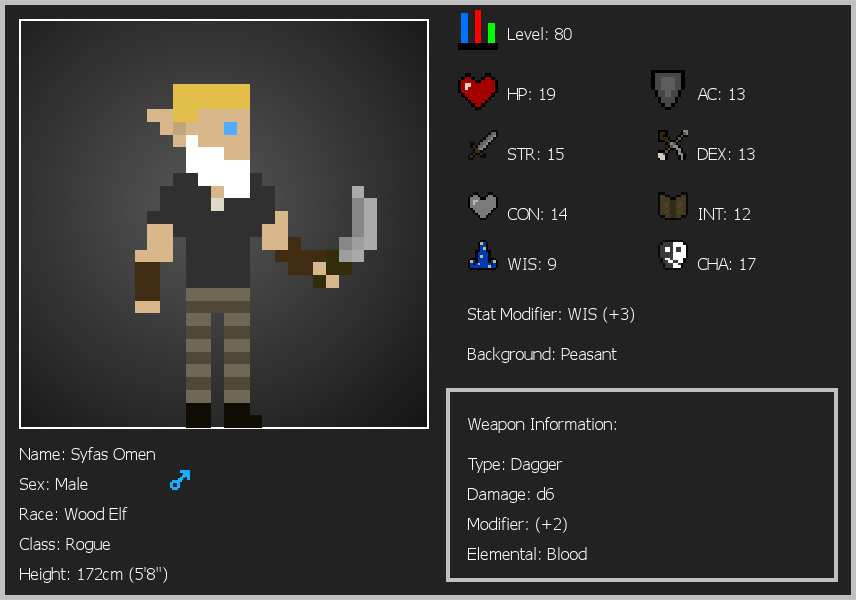 Level: 80
HP: 19
AC: 13
STR: 15
DEX: 13
CON: 14
INT: 12
WIS: 9
CHA: 17
Stat Modifier: WIS (+3)
Background: Peasant
Weapon Information:
Type: Dagger
Damage: d6
Modifier: (+2)
Elemental: Blood
Name: Syfas Omen
Sex: Male
Race: Wood Elf
Class: Rogue
Height: 172cm (5'8")